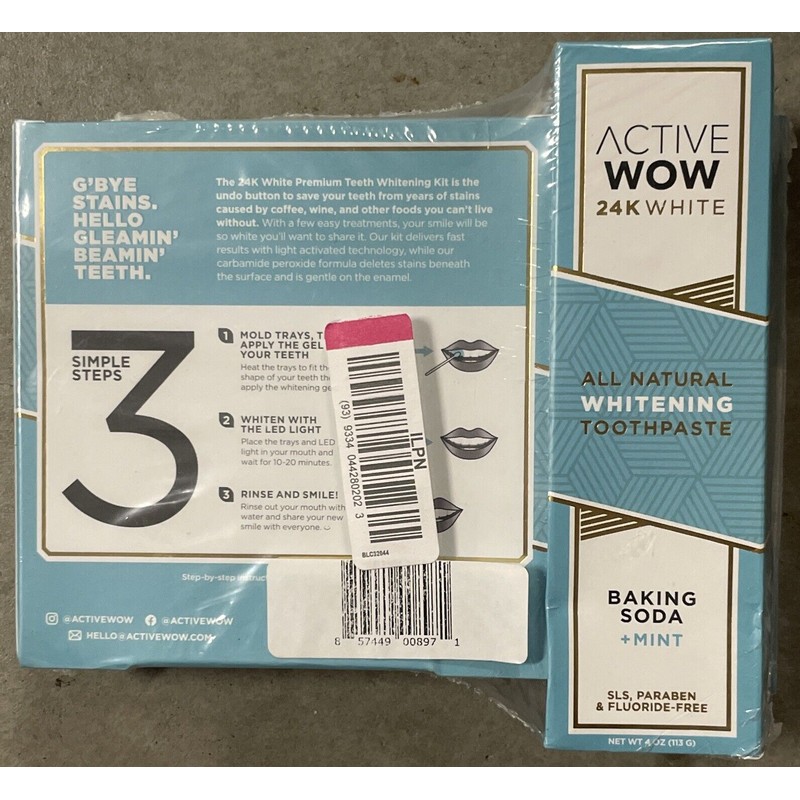 G'BYE
STAINS.
HELLO
GLEAMIN'
BEAMIN'
TEETH.
The 24K White Premium Teeth Whitening Kit is the
undo button to save your teeth from years of stains
caused by coffee, wine, and other foods you can't live
without. With a few easy treatments, your smile will be
so white you'll want to share it. Our kit delivers fast
results with light activated technology, while our
carbamide peroxide formula deletes stains beneath
the surface and is gentle on the enamel.
3
SIMPLE
STEPS
1 MOLD TRAYS,
APPLY THE GEL
YOUR TEETH
Heat the trays to fit the
shape of your teeth
apply the whitening
2 WHITEN WITH
THE LED LIGHT
Place the trays and LED
light in your mouth and
wait for 10-20 minutes.
3 RINSE AND SMILE!
Rinse out your mouth with
water and share your new
smile with everyone.
Step-by-step
@ACTIVEWOW @ACTIVEWOW
HELLO@ACTIVEWOW.COM
ILPN
(93) 9334 044280202 3
BLC32844
8 57449 00897 1
ACTIVE
WOW
24K WHITE
ALL NATURAL
WHITENING
TOOTHPASTE
BAKING
SODA
+MINT
SLS, PARABEN
& FLUORIDE-FREE
NET WT 4 OZ (113 G)